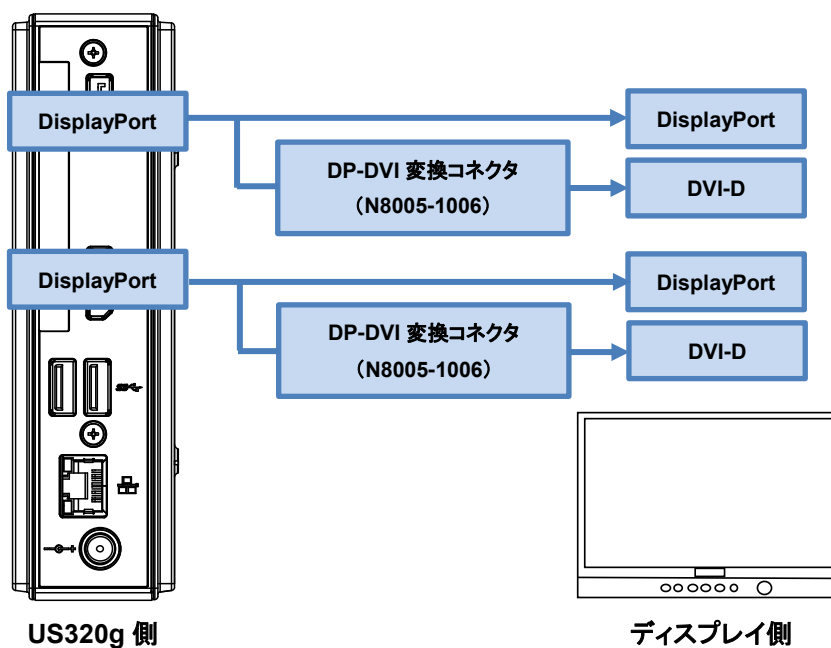 DisplayPort
DisplayPort
DP-DVI 変換コネクタ
（N8005-1006）
DVI-D
DisplayPort
DisplayPort
DP-DVI 変換コネクタ
（N8005-1006）
DVI-D
US320g 側
ディスプレイ側